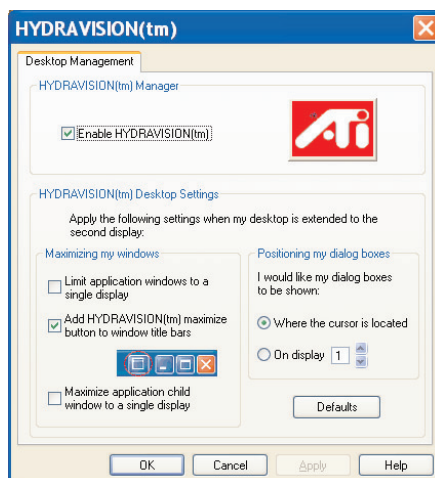 HYDRAVISION(tm)
Desktop Management
HYDRAVISION(tm) Manager
Enable HYDRAVISION(tm)
ATi
HYDRAVISION(tm) Desktop Settings
Apply the following settings when my desktop is extended to the
second display:
Maximizing my windows
Limit application windows to a
single display
Add HYDRAVISION(tm) maximize
button to window title bars
Maximize application child
window to a single display
Positioning my dialog boxes
I would like my dialog boxes
to be shown:
Where the cursor is located
On display 1
Defaults
OK Cancel Apply Help